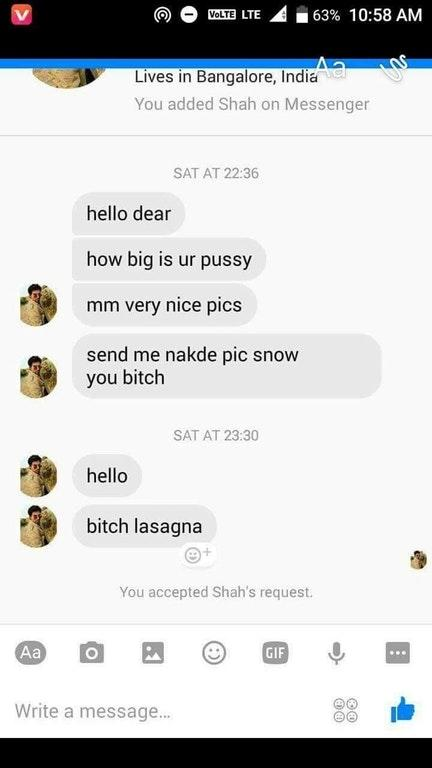 VoLTE LTE 63% 10:58 AM
Lives in Bangalore, India
Aa
You added Shah on Messenger
SAT AT 22:36
hello dear
how big is ur pussy
mm very nice pics
send me nakde pic snow
you bitch
SAT AT 23:30
hello
bitch lasagna
You accepted Shah's request.
Aa
GIF
Write a message...